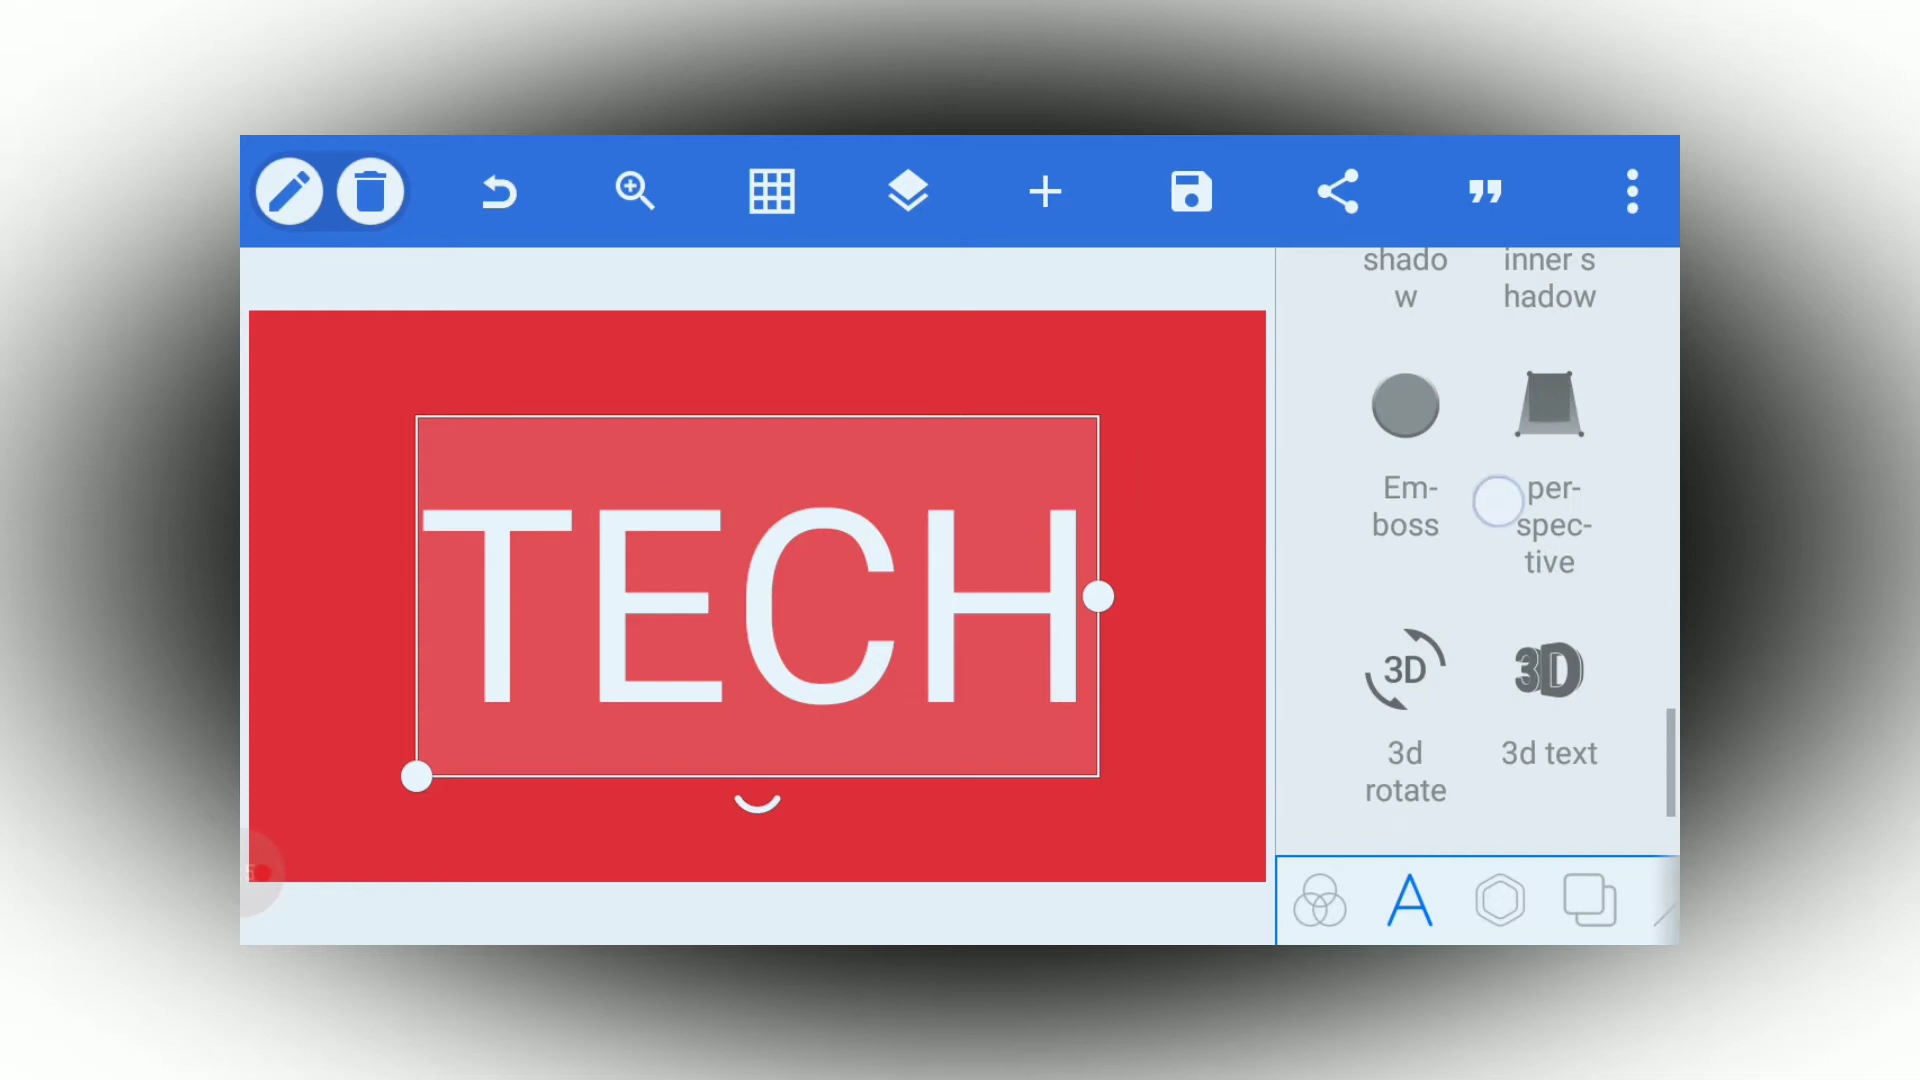 shado
w
inner s
hadow
TECH
Em-
boss
per-
spec-
tive
3D
3d
rotate
3D
3d text
A